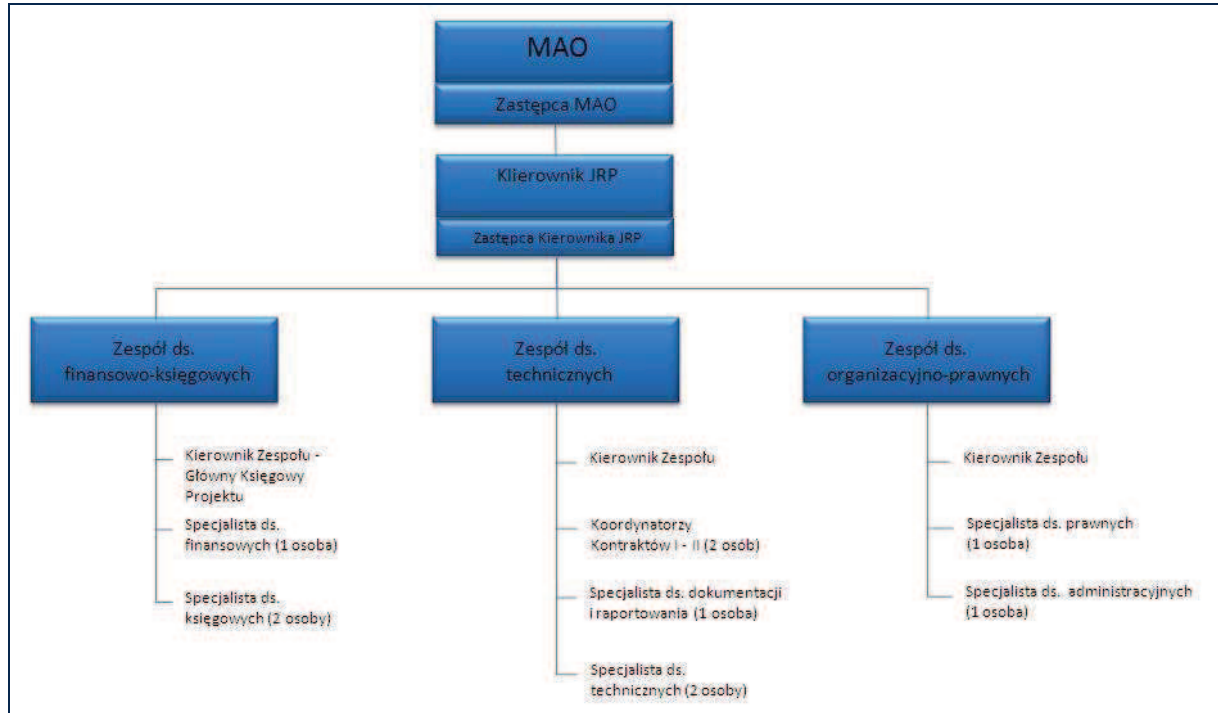 MAO
Zastępca MAO
Klierownik JRP
Zastępca Kierownika JRP
Zespół ds.
finansowo-księgowych
Kierownik Zespołu -
Główny Księgowy
Projektu
Specjalista ds.
finansowych (1 osoba)
Specjalista ds.
księgowych (2 osoby)
Zespół ds.
technicznych
Kierownik Zespołu
Koordynatorzy
Kontraktów I - II (2 osób)
Specjalista ds. dokumentacji
i raportowania (1 osoba)
Specjalista ds.
technicznych (2 osoby)
Zespół ds.
organizacyjno-prawnych
Kierownik Zespołu
Specjalista ds. prawnych
(1 osoba)
Specjalista ds. administracyjnych
(1 osoba)